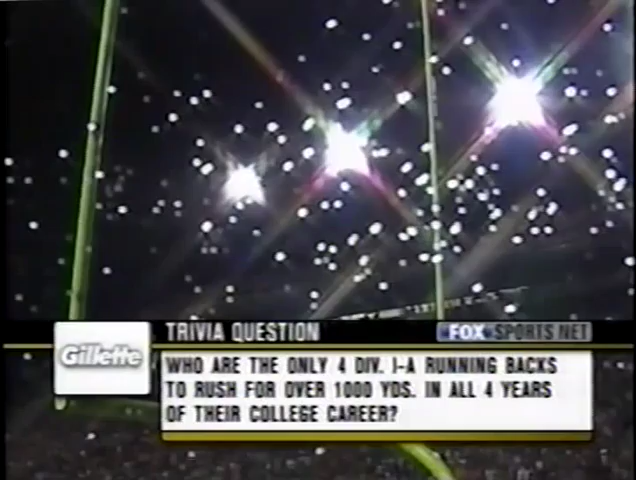 TRIVIA QUESTION
FOX SPORTS NET
Gillette
WHO ARE THE ONLY 4 DIV. I-A RUNNING BACKS
TO RUSH FOR OVER 1000 YDS. IN ALL 4 YEARS
OF THEIR COLLEGE CAREER?